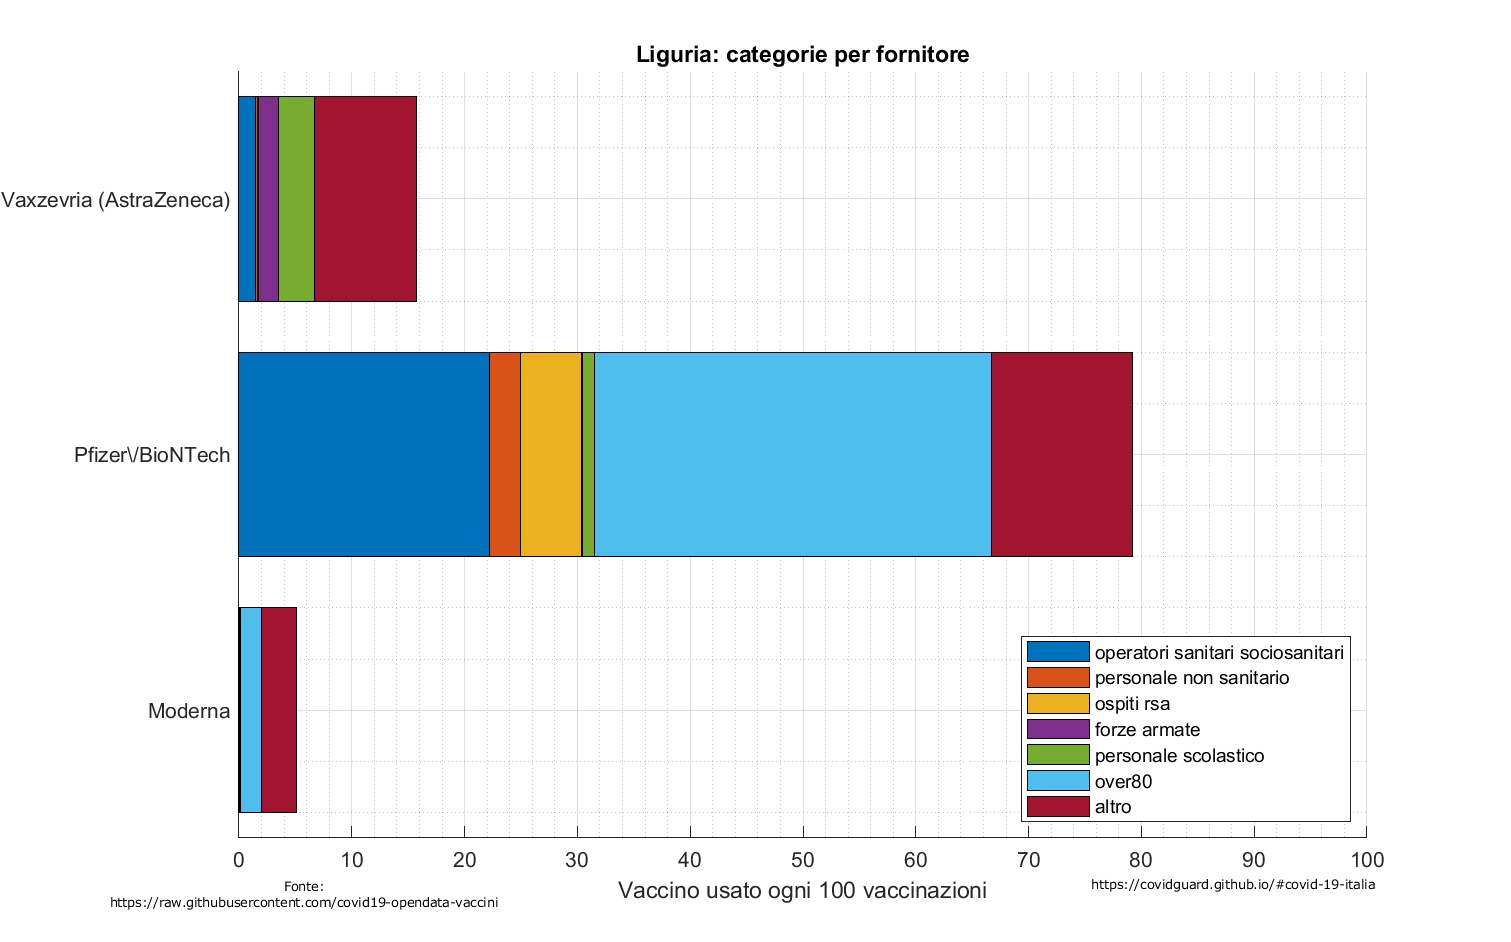 Liguria: categorie per fornitore
Vaxzevria (AstraZeneca)
Pfizer\/BioNTech
Moderna
operatori sanitari sociosanitari
personale non sanitario
ospiti rsa
forze armate
personale scolastico
over80
altro
0 10 20 30 40 50 60 70 80 90 100
Vaccino usato ogni 100 vaccinazioni
Fonte:
https://raw.githubusercontent.com/covid19-opendata-vaccini
https://covidguard.github.io/#covid-19-italia